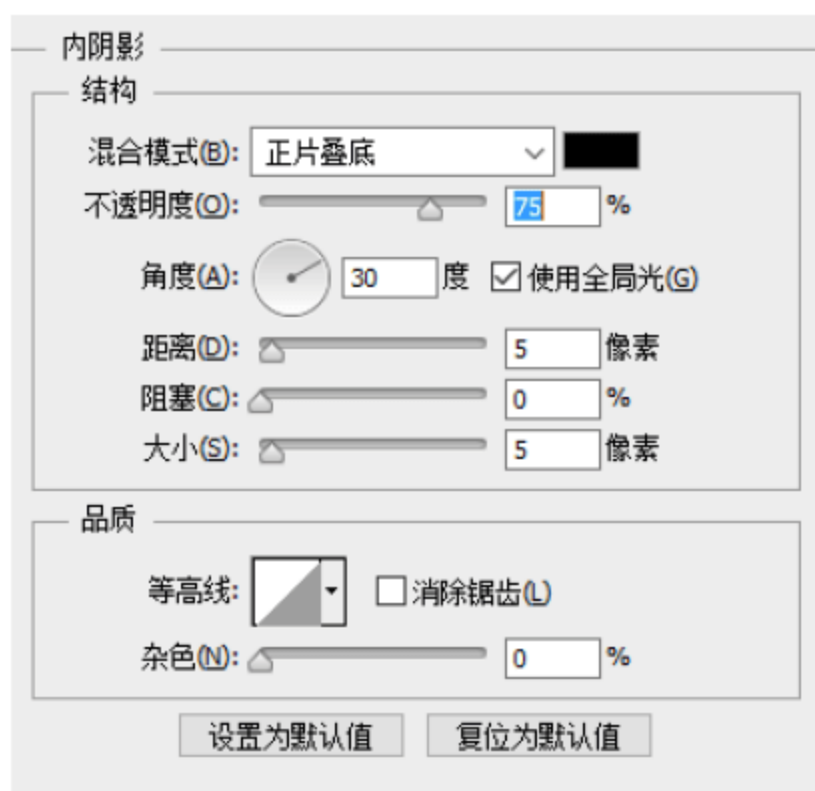 内阴影
结构
混合模式(B): 正片叠底
不透明度(O): 75 %
角度(A): 30 度 使用全局光(G)
距离(D): 5 像素
阻塞(C): 0 %
大小(S): 5 像素
品质
等高线: 消除锯齿(L)
杂色(N): 0 %
设置为默认值 复位为默认值